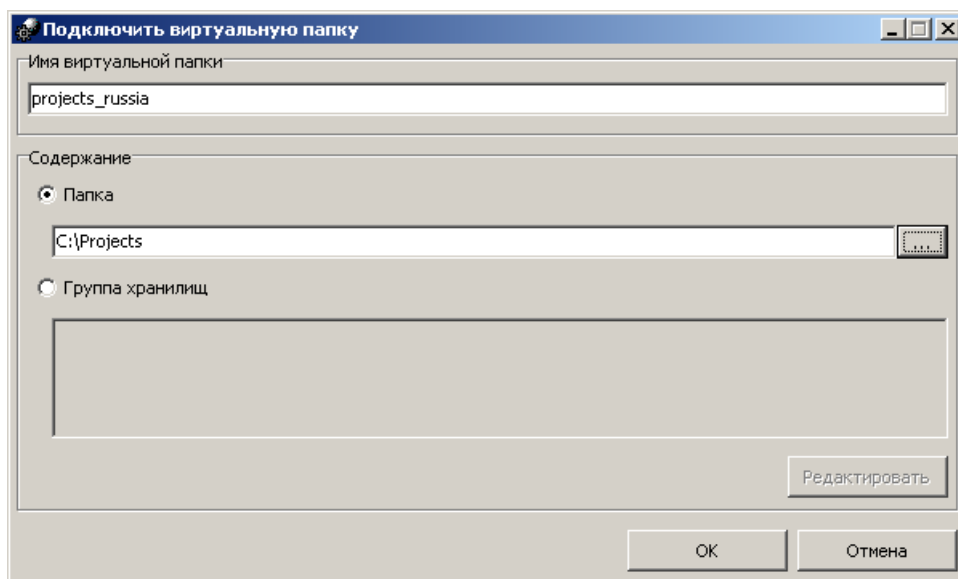 Подключить виртуальную папку
Имя виртуальной папки
projects_russia
Содержание
Папка
C:\Projects
...
Группа хранилищ
Редактировать
OK
Отмена